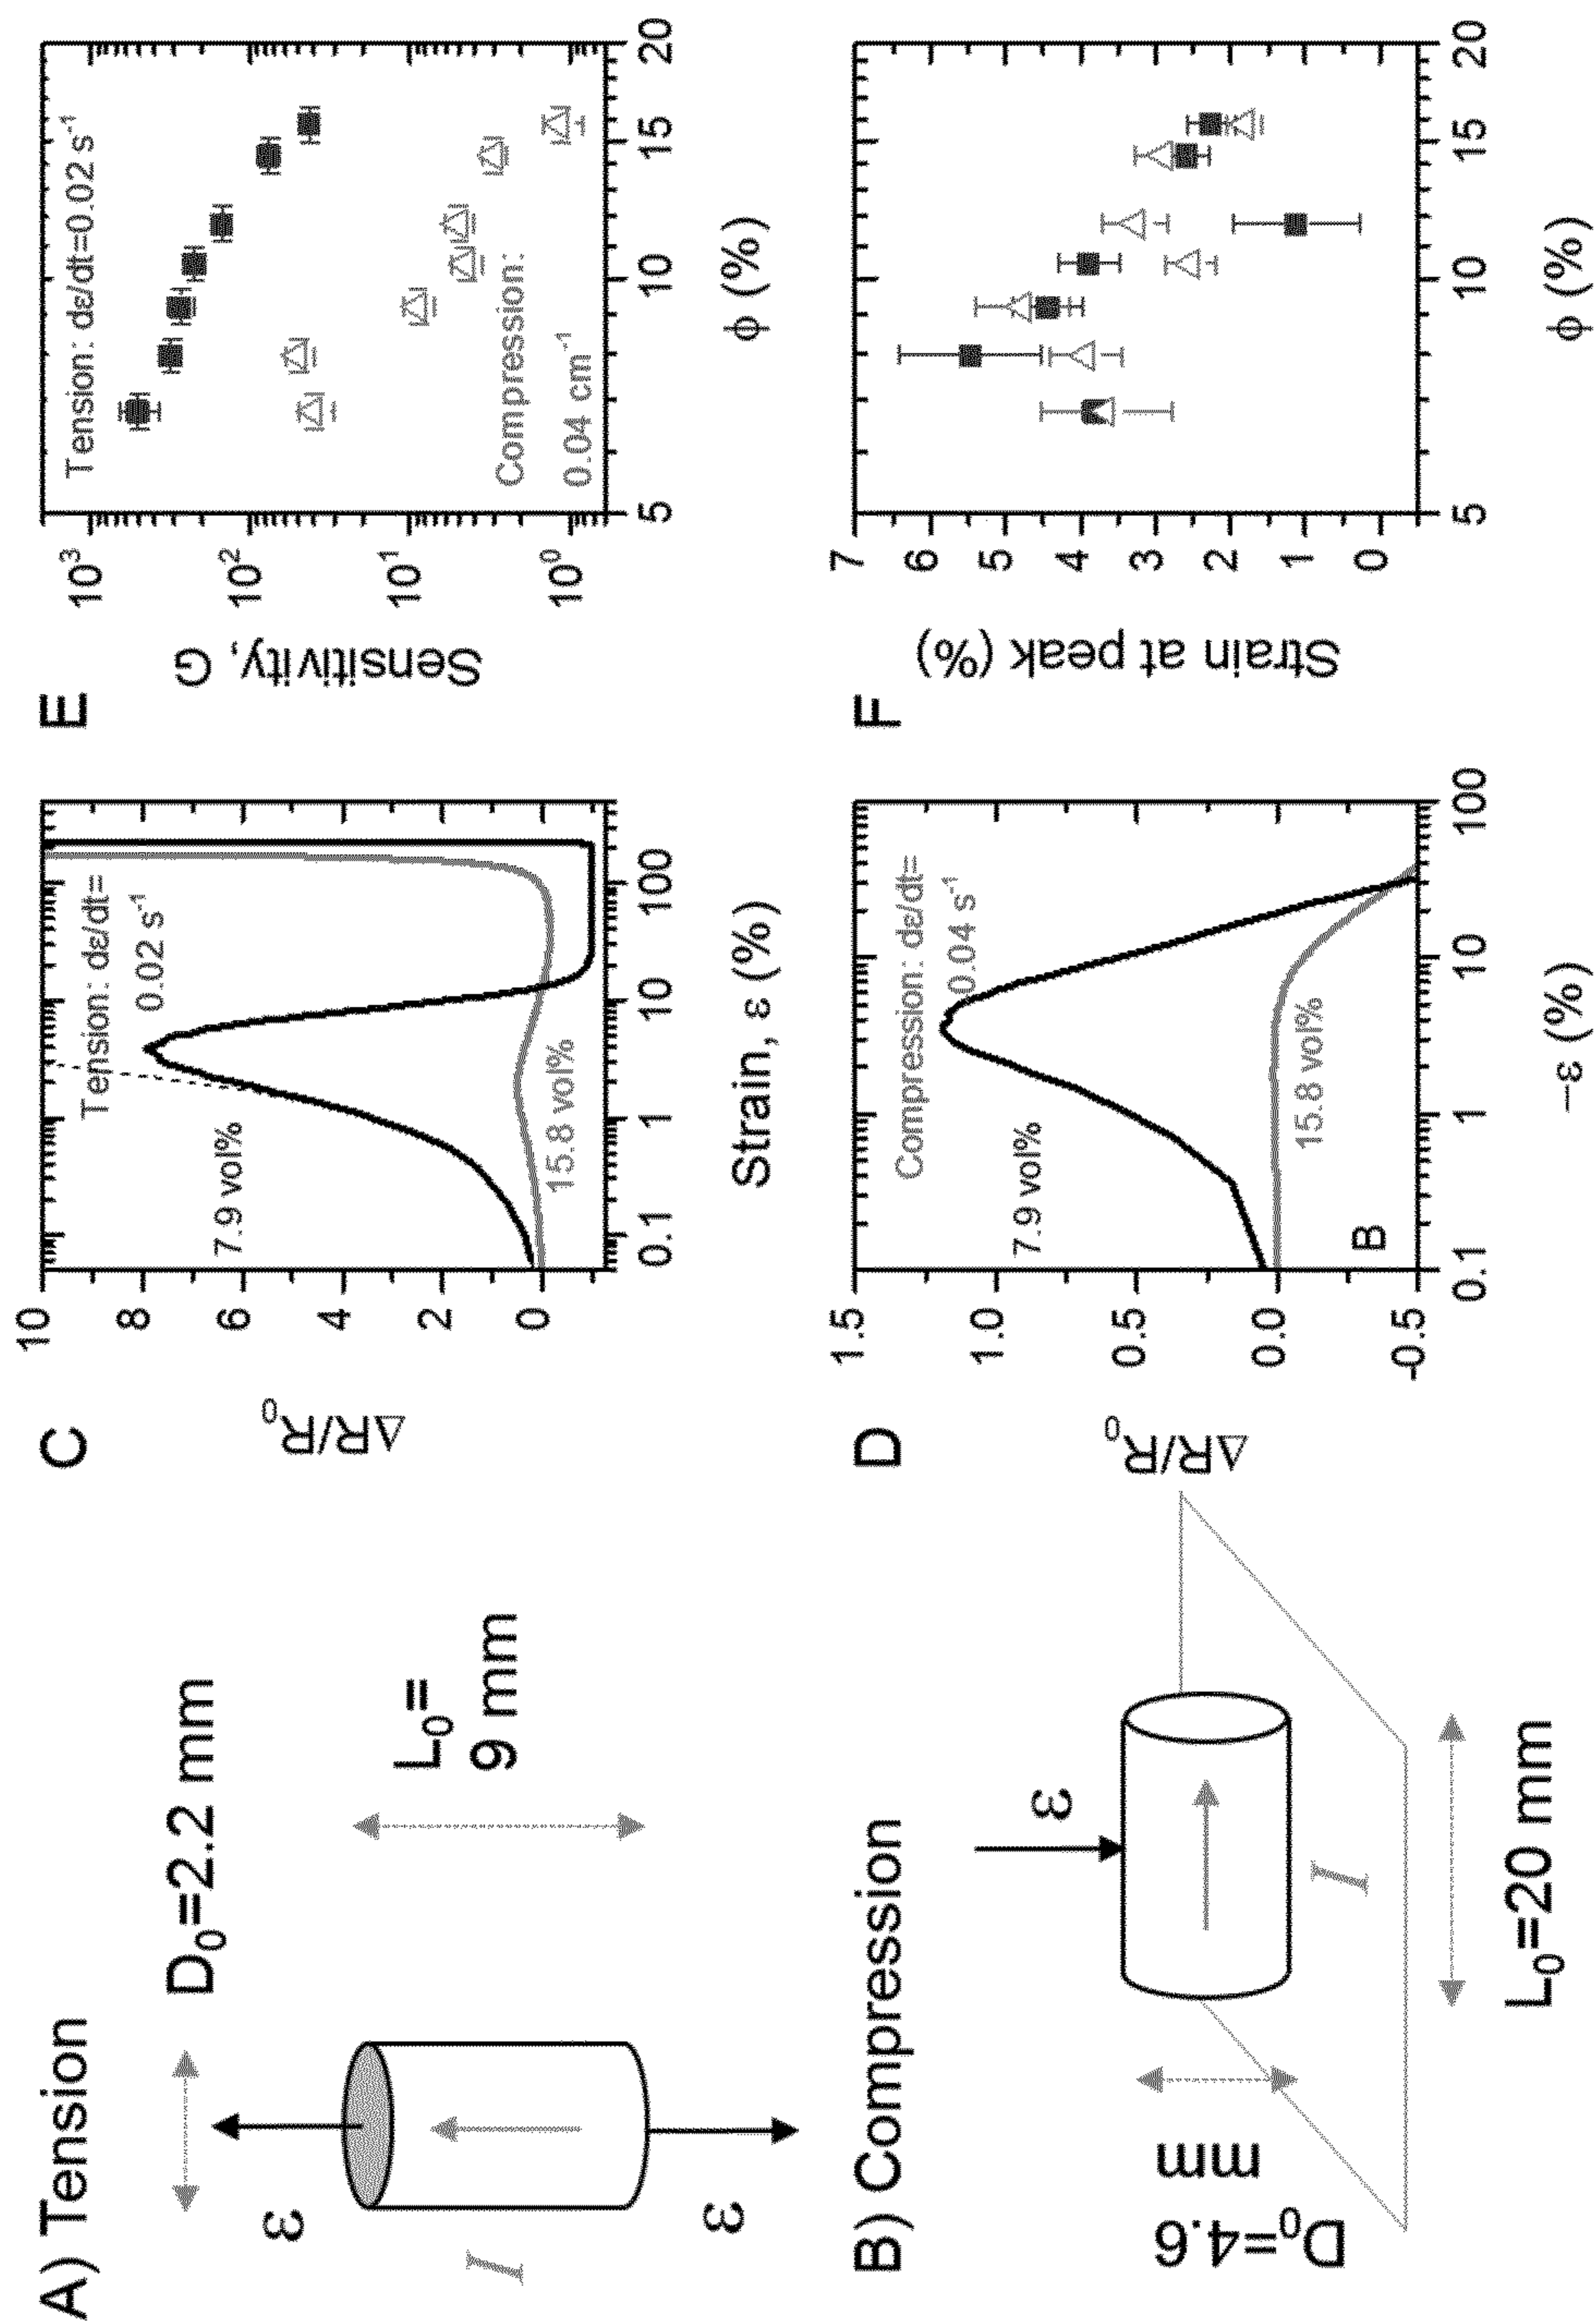 A) Tension
D₀=2.2 mm
ε
I
L₀=
9 mm
ε
B) Compression
ε
D₀=4.6
mm
I
L₀=20 mm
C
ΔR/R₀
10
8
6
4
2
0
Tension: dε/dt=
0.02 s⁻¹
7.9 vol%
15.8 vol%
0.1
1
10
100
Strain, ε (%)
D
ΔR/R₀
1.5
1.0
0.5
0.0
-0.5
Compression: dε/dt=
0.04 s⁻¹
7.9 vol%
15.8 vol%
B
0.1
1
10
100
–ε (%)
E
Sensitivity, G
10³
10²
10¹
10⁰
Tension: dε/dt=0.02 s⁻¹
Compression:
0.04 cm⁻¹
5
10
15
20
ϕ (%)
F
Strain at peak (%)
7
6
5
4
3
2
1
0
5
10
15
20
ϕ (%)